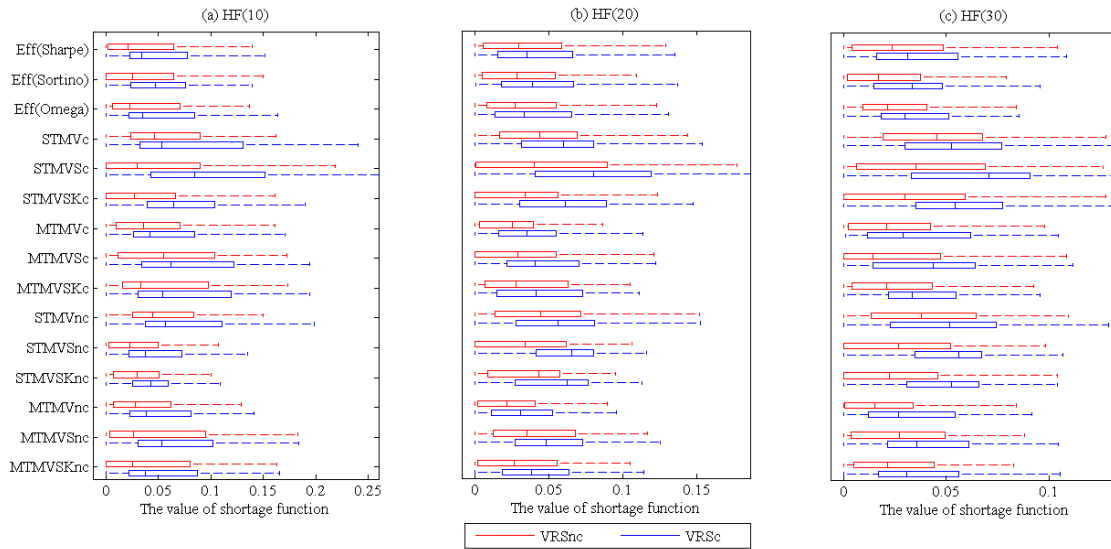 (a) HF(10)
Eff(Sharpe)
Eff(Sortino)
Eff(Omega)
STMVc
STMVSc
STMVSKc
MTMVc
MTMVSc
MTMVSKc
STMVnc
STMVSnc
STMVSKnc
MTMVnc
MTMVSnc
MTMVSKnc
0 0.05 0.1 0.15 0.2 0.25
The value of shortage function
(b) HF(20)
0 0.05 0.1 0.15
The value of shortage function
(c) HF(30)
0 0.05 0.1
The value of shortage function
VRSnc VRSc